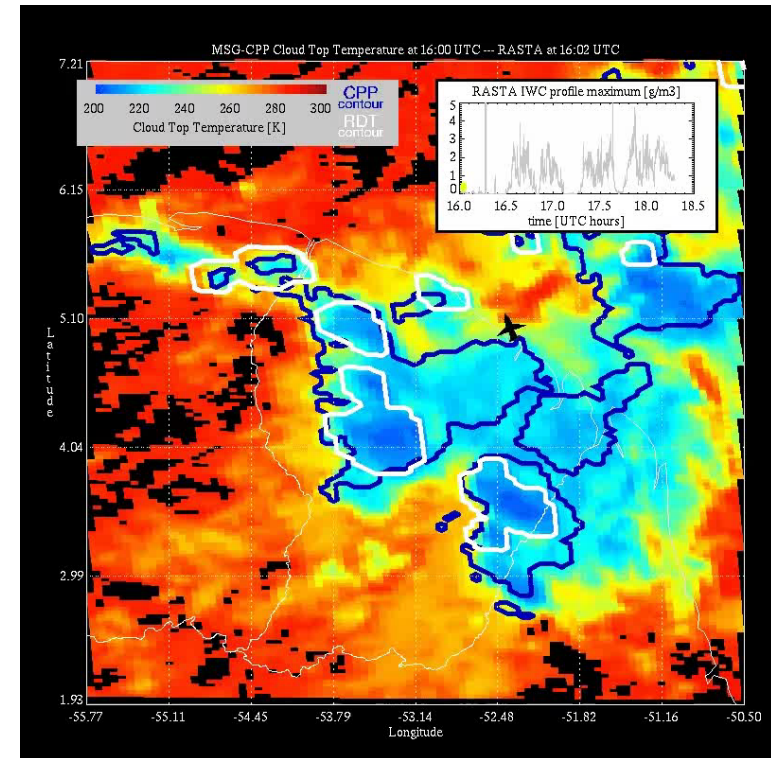 MSG-CPP Cloud Top Temperature at 16:00 UTC --- RASTA at 16:02 UTC
7.21
200 220 240 260 280 300
Cloud Top Temperature [K]
CPP
contour
RDT
contour
RASTA IWC profile maximum [g/m3]
5
4
3
2
1
0
16.0 16.5 17.0 17.5 18.0 18.5
time [UTC hours]
6.15
5.10
Latitude
4.04
2.99
1.93
-55.77 -55.11 -54.45 -53.79 -53.14 -52.48 -51.82 -51.16 -50.50
Longitude